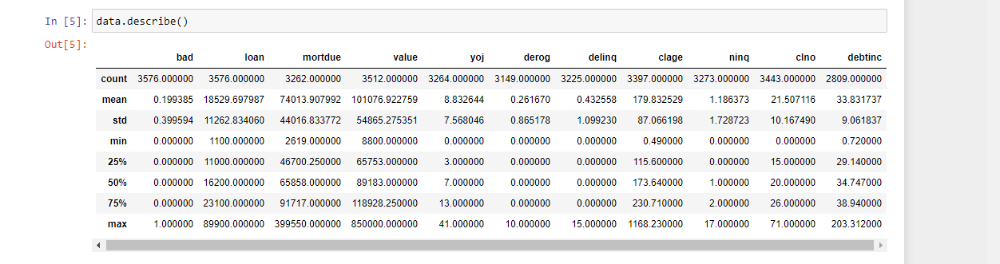 In [5]: data.describe()
Out[5]:
bad loan mortdue value yoj derog delinq clage ninq clno debtinc
count 3576.000000 3576.000000 3262.000000 3512.000000 3264.000000 3149.000000 3225.000000 3397.000000 3273.000000 3443.000000 2809.000000
mean 0.199385 18529.697987 74013.907992 101076.922759 8.832644 0.261670 0.432558 179.832529 1.186373 21.507116 33.831737
std 0.399594 11262.834060 44016.833772 54865.275351 7.568046 0.865178 1.099230 87.066198 1.728723 10.167490 9.061837
min 0.000000 1100.000000 2619.000000 8800.000000 0.000000 0.000000 0.000000 0.490000 0.000000 0.000000 0.720000
25% 0.000000 11000.000000 46700.250000 65753.000000 3.000000 0.000000 0.000000 115.600000 0.000000 15.000000 29.140000
50% 0.000000 16200.000000 65858.000000 89183.000000 7.000000 0.000000 0.000000 173.640000 1.000000 20.000000 34.747000
75% 0.000000 23100.000000 91717.000000 118928.250000 13.000000 0.000000 0.000000 230.710000 2.000000 26.000000 38.940000
max 1.000000 89900.000000 399550.000000 850000.000000 41.000000 10.000000 15.000000 1168.230000 17.000000 71.000000 203.312000